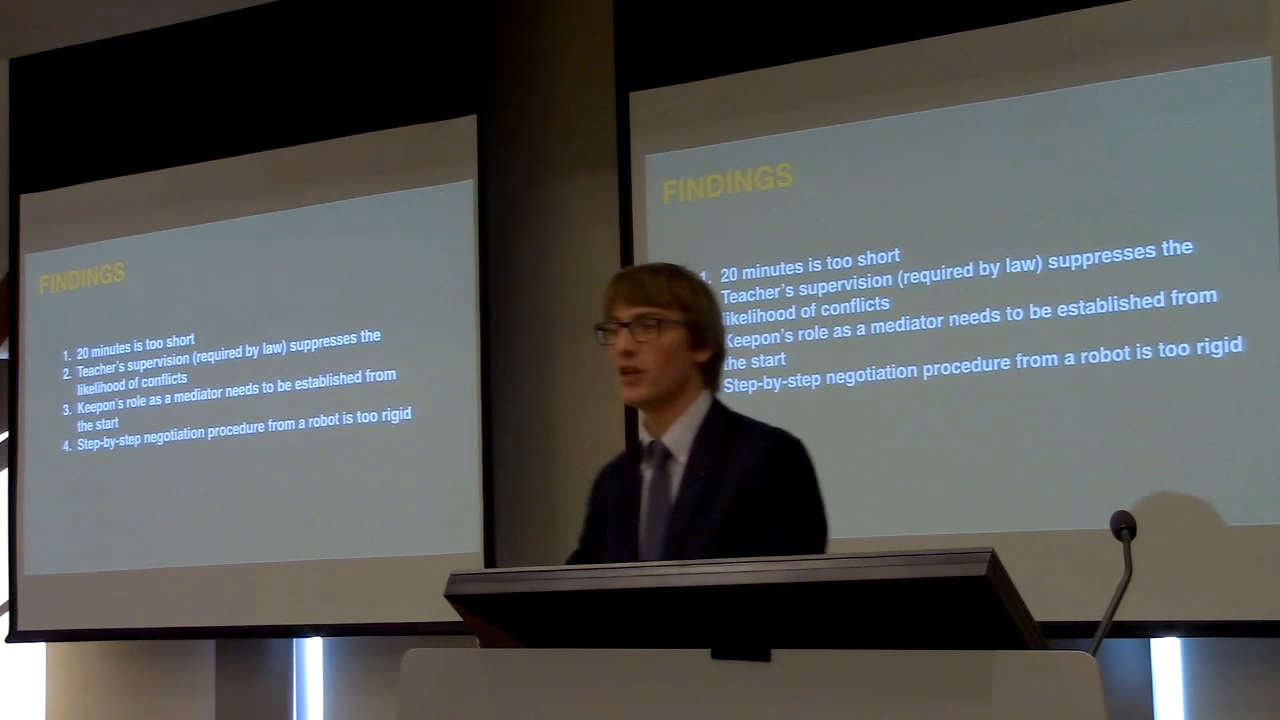 FINDINGS
1. 20 minutes is too short
2. Teacher's supervision (required by law) suppresses the
likelihood of conflicts
3. Keepon's role as a mediator needs to be established from
the start
4. Step-by-step negotiation procedure from a robot is too rigid
FINDINGS
1. 20 minutes is too short
Teacher's supervision (required by law) suppresses the
likelihood of conflicts
Keepon's role as a mediator needs to be established from
the start
Step-by-step negotiation procedure from a robot is too rigid